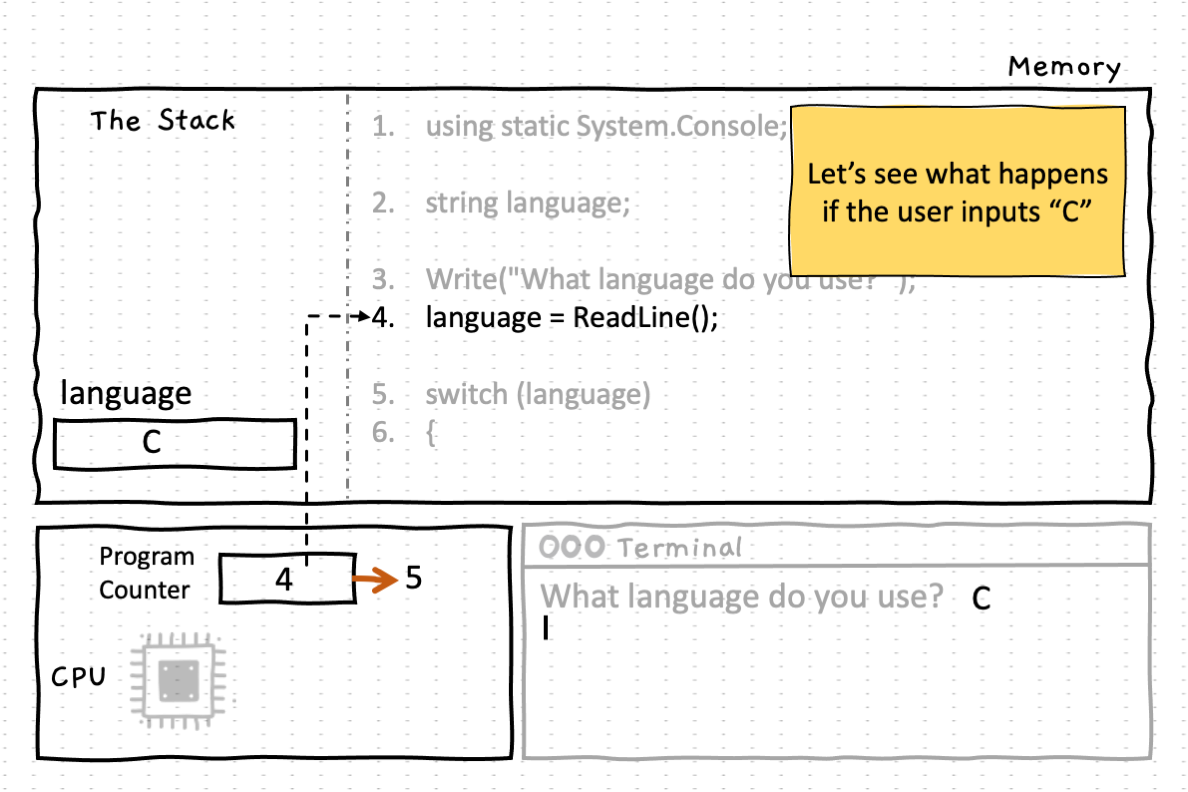 Memory
The Stack
1. using static System.Console;
2. string language;
3. Write("What language do you use? ");
4. language = ReadLine();
5. switch (language)
6. {
Let's see what happens
if the user inputs “C”
language
C
Program
Counter
4
5
CPU
Terminal
What language do you use? C